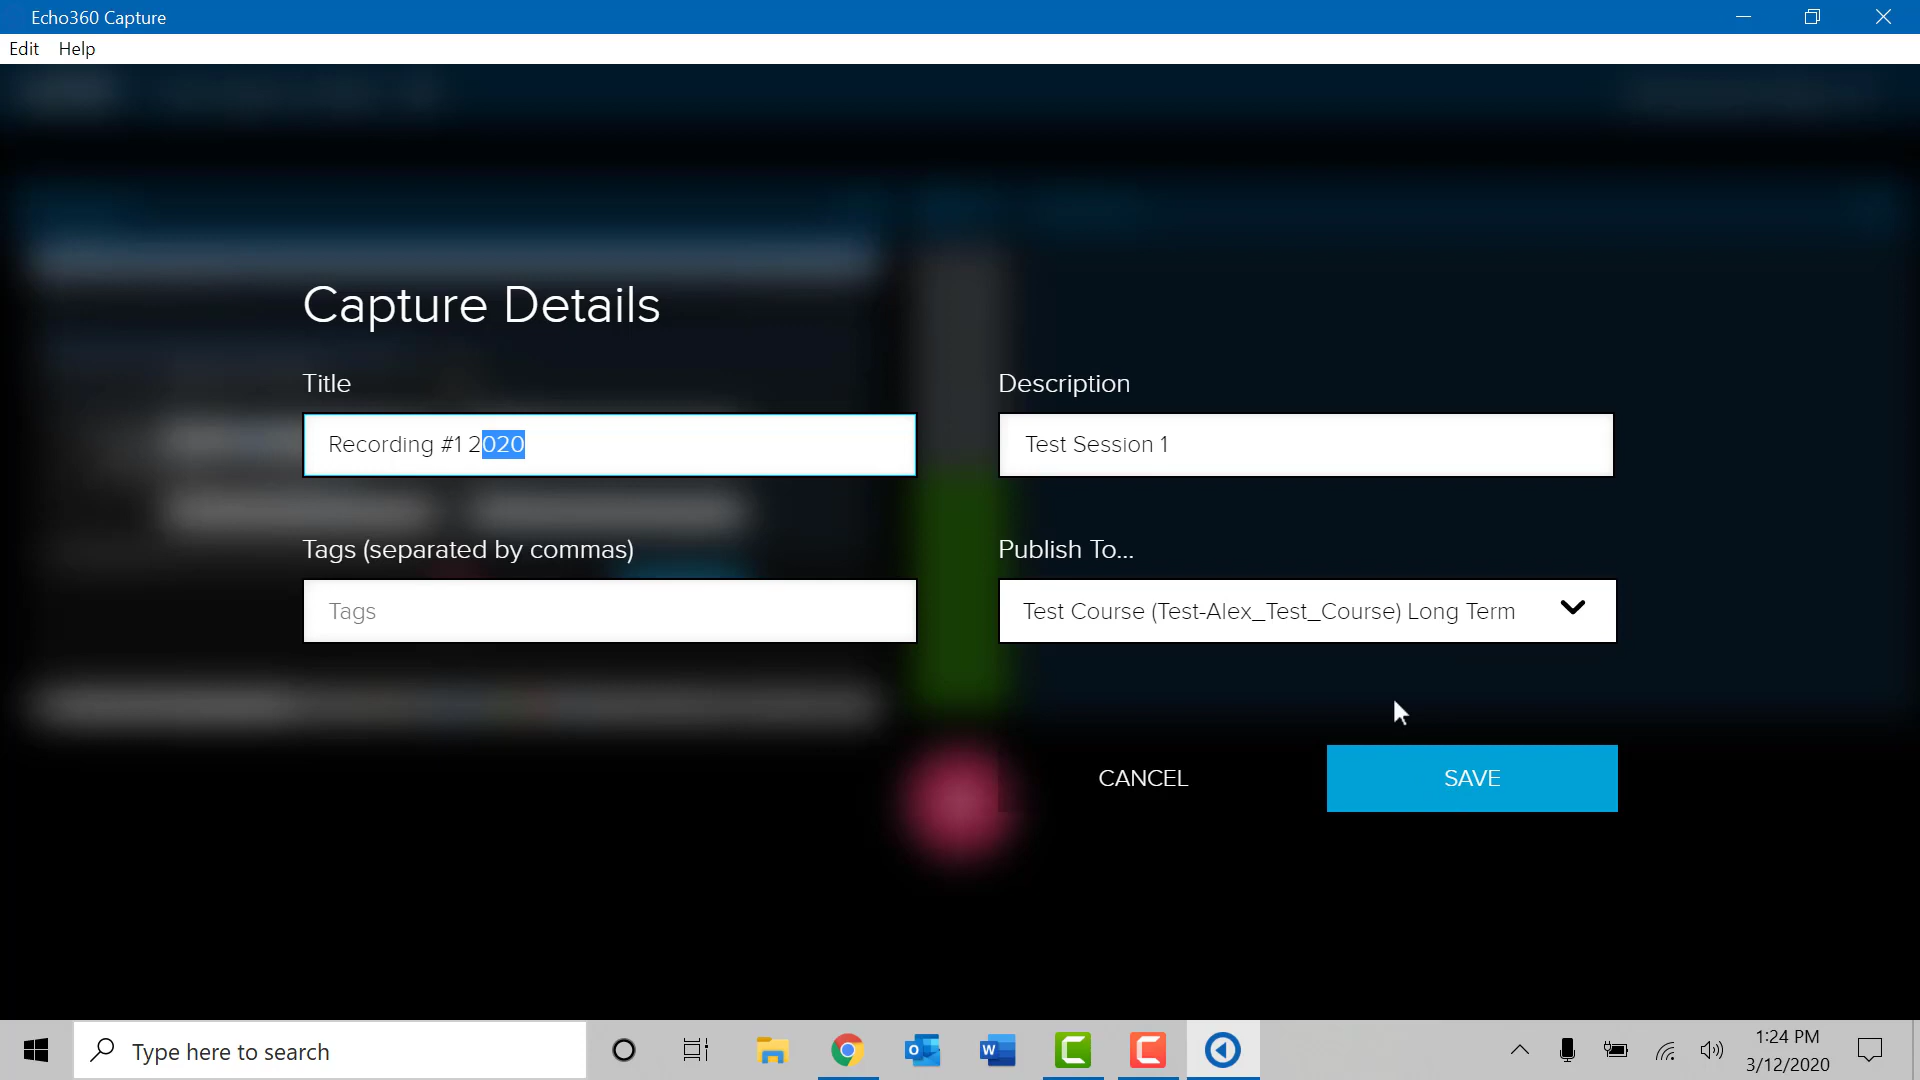 Echo360 Capture
Edit Help
Capture Details
Title
Description
Recording #1 2020
Test Session 1
Tags (separated by commas)
Publish To...
Tags
Test Course (Test-Alex_Test_Course) Long Term
CANCEL
SAVE
Type here to search
1:24 PM
3/12/2020